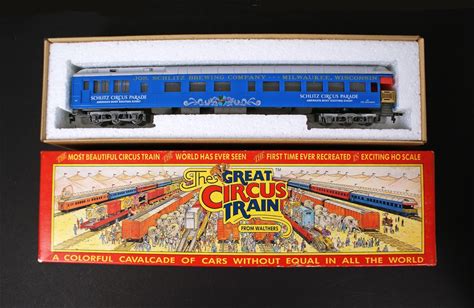 JOS. SCHLITZ BREWING COMPANY MILWAUKEE, WISCONSIN
SCHLITZ CIRCUS PARADE SCHLITZ CIRCUS PARADE
THE MOST BEAUTIFUL CIRCUS TRAIN THE WORLD HAS EVER SEEN THE FIRST TIME EVER RECREATED IN EXCITING HO SCALE
The
GREAT
CIRCUS
TRAIN
FROM WALTHERS
A COLORFUL CAVALCADE OF CARS WITHOUT EQUAL IN ALL THE WORLD